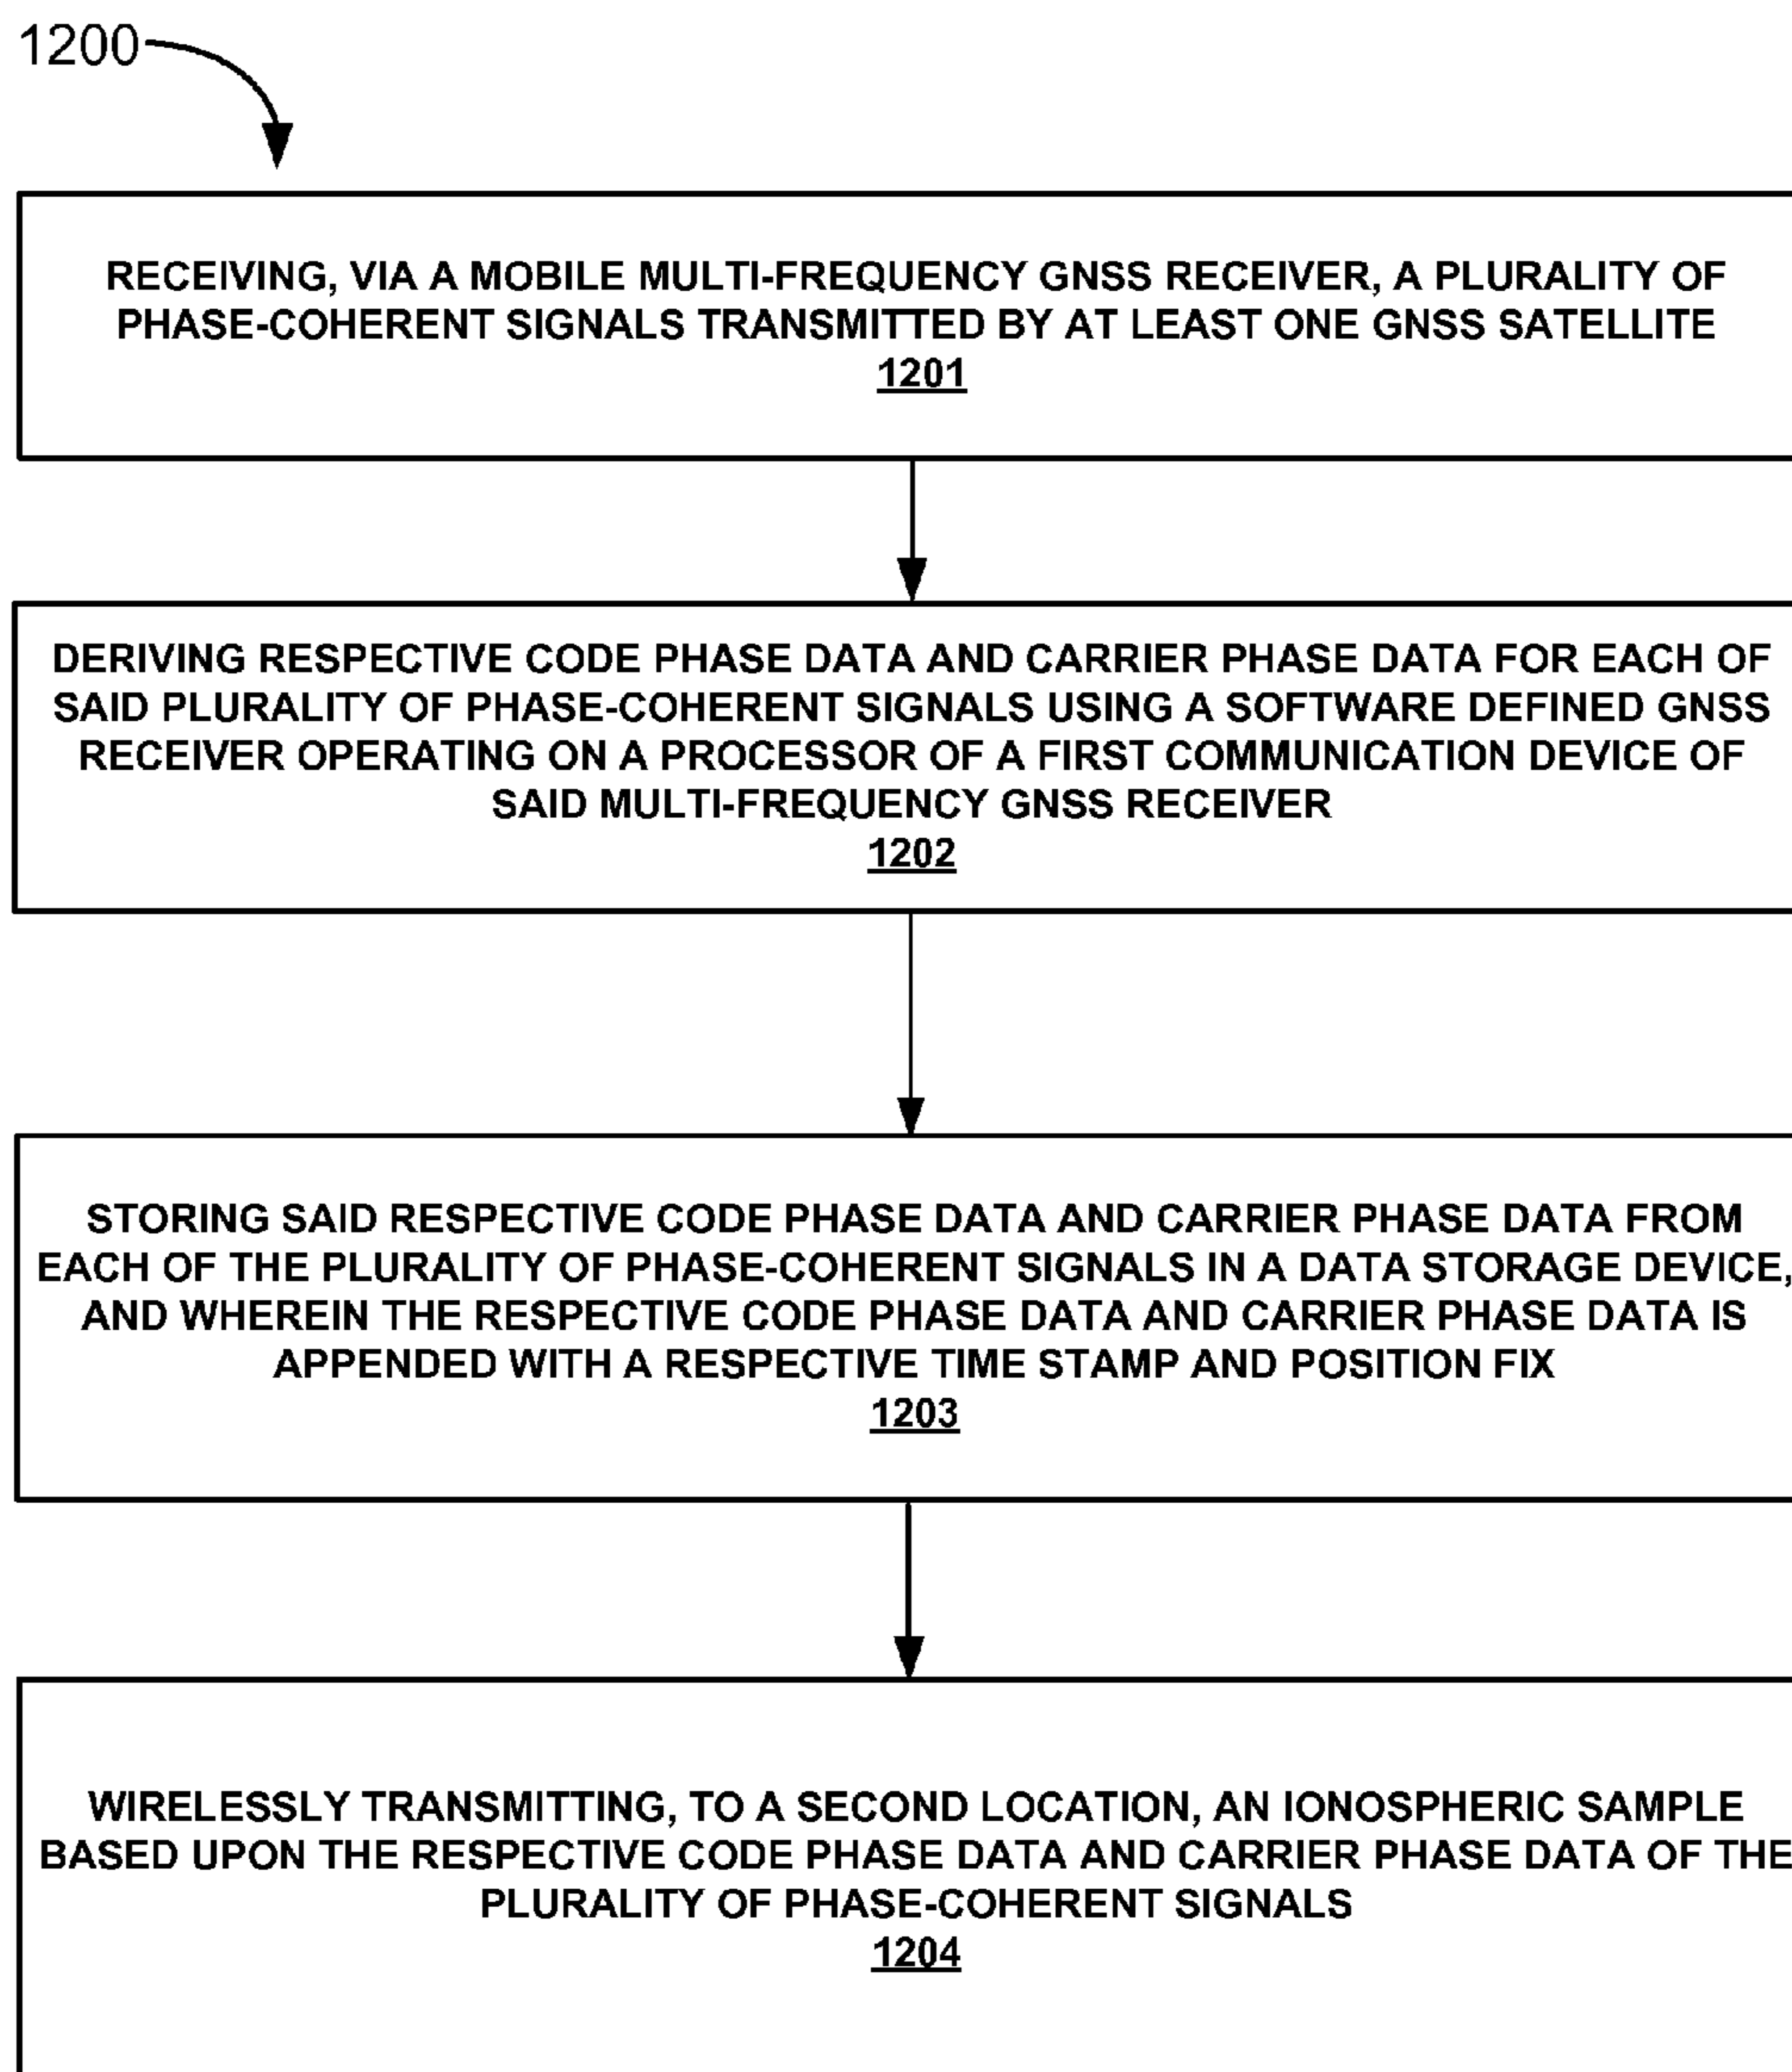 1200
RECEIVING, VIA A MOBILE MULTI-FREQUENCY GNSS RECEIVER, A PLURALITY OF
PHASE-COHERENT SIGNALS TRANSMITTED BY AT LEAST ONE GNSS SATELLITE
1201
DERIVING RESPECTIVE CODE PHASE DATA AND CARRIER PHASE DATA FOR EACH OF
SAID PLURALITY OF PHASE-COHERENT SIGNALS USING A SOFTWARE DEFINED GNSS
RECEIVER OPERATING ON A PROCESSOR OF A FIRST COMMUNICATION DEVICE OF
SAID MULTI-FREQUENCY GNSS RECEIVER
1202
STORING SAID RESPECTIVE CODE PHASE DATA AND CARRIER PHASE DATA FROM
EACH OF THE PLURALITY OF PHASE-COHERENT SIGNALS IN A DATA STORAGE DEVICE,
AND WHEREIN THE RESPECTIVE CODE PHASE DATA AND CARRIER PHASE DATA IS
APPENDED WITH A RESPECTIVE TIME STAMP AND POSITION FIX
1203
WIRELESSLY TRANSMITTING, TO A SECOND LOCATION, AN IONOSPHERIC SAMPLE
BASED UPON THE RESPECTIVE CODE PHASE DATA AND CARRIER PHASE DATA OF THE
PLURALITY OF PHASE-COHERENT SIGNALS
1204